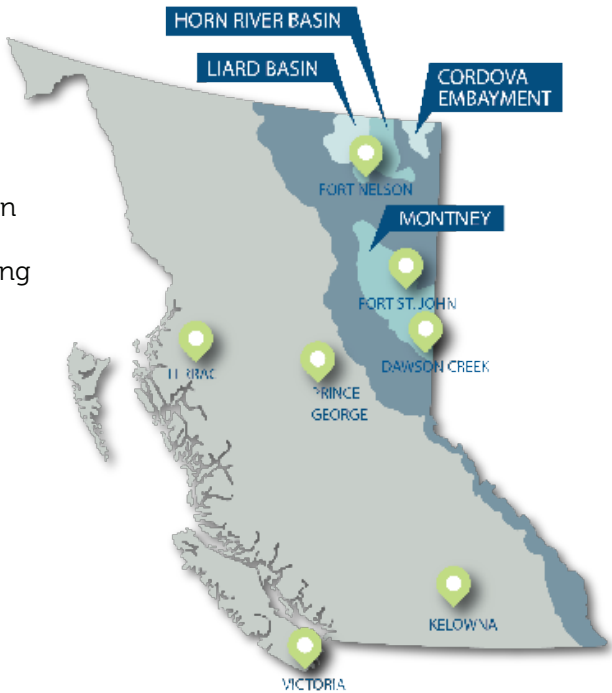 HORN RIVER BASIN
LIARD BASIN
CORDOVA
EMBAYMENT
FORT NELSON
n
MONTNEY
ng
FORT ST. JOHN
DAWSON CREEK
PRINCE
GEORGE
KELOWNA
VICTORIA